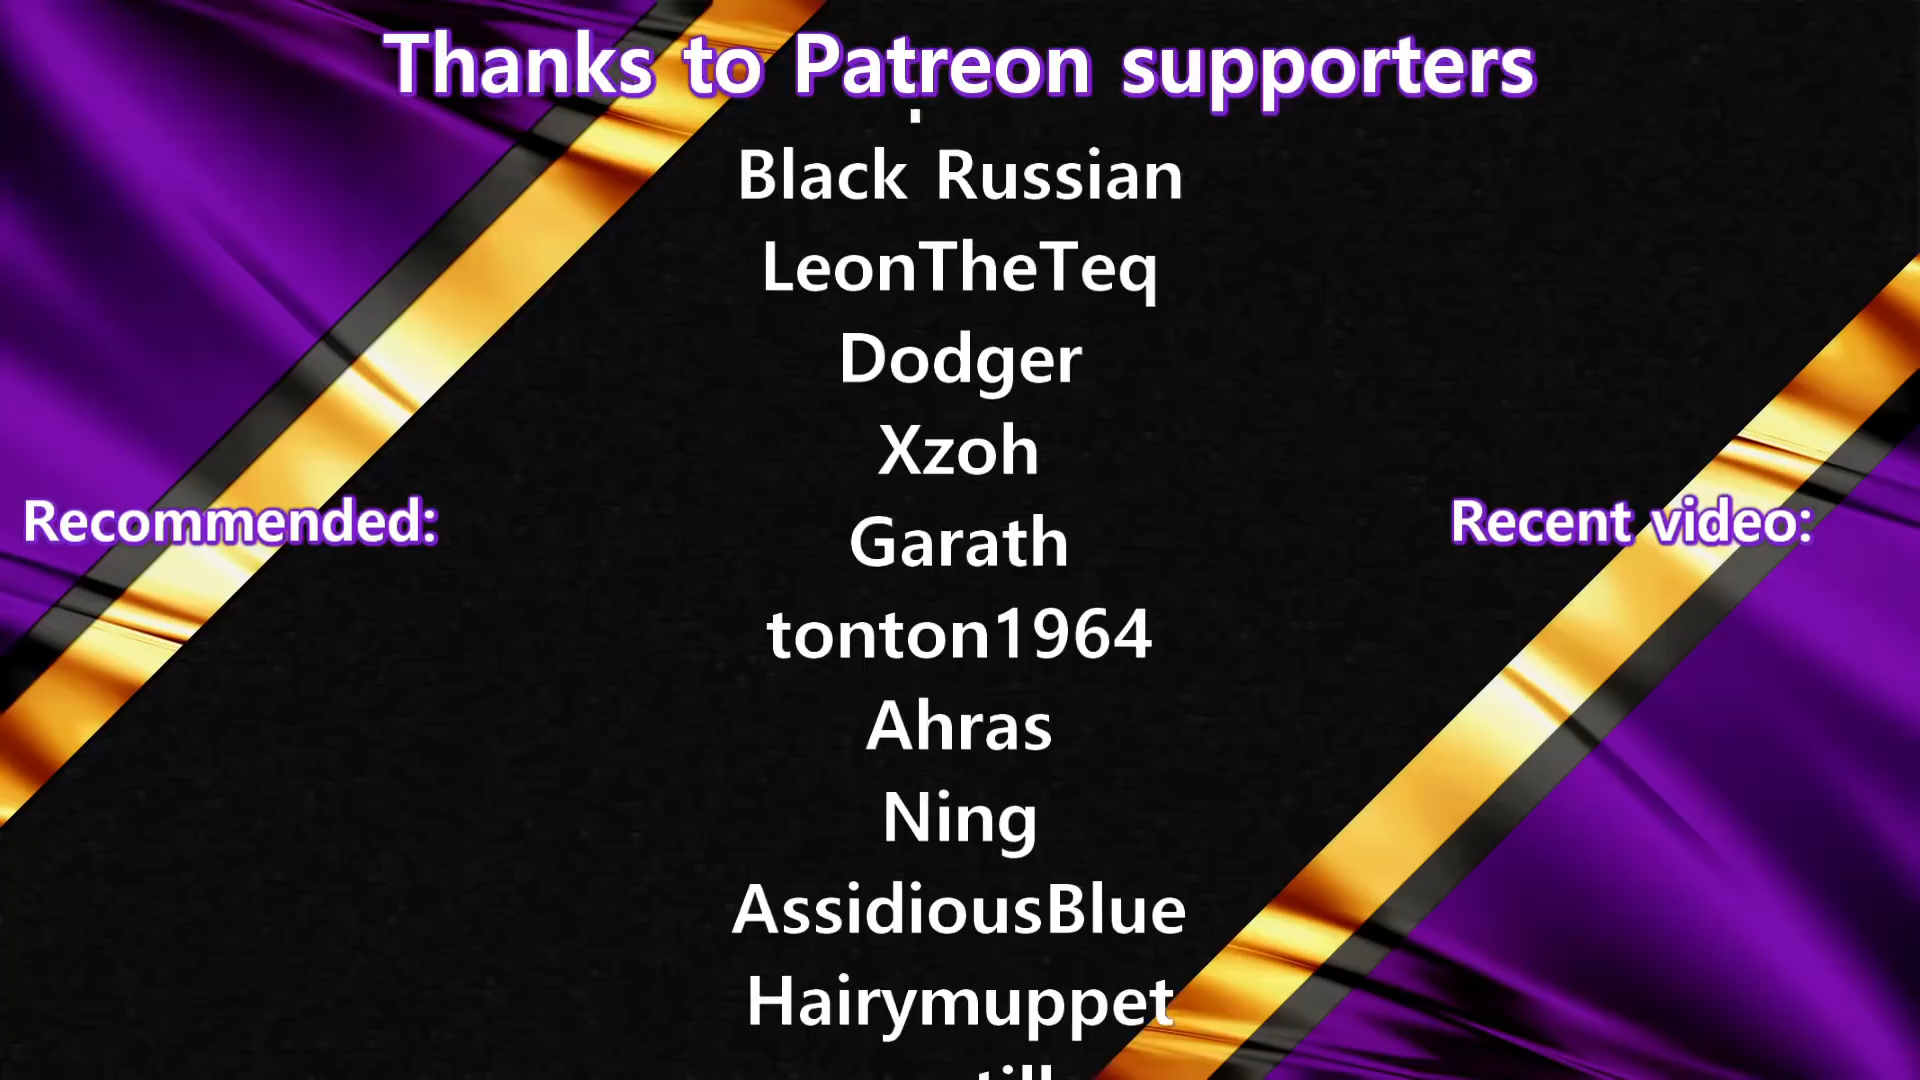 Thanks to Patreon supporters
Black Russian
LeonTheTeq
Dodger
Xzoh
Garath
Recommended:
Recent video:
tonton1964
Ahras
Ning
AssidiousBlue
Hairymuppet